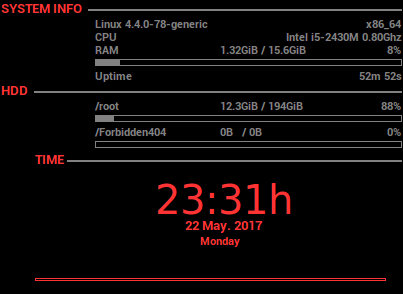 SYSTEM INFO
Linux 4.4.0-78-generic x86_64
CPU Intel i5-2430M 0.80Ghz
RAM 1.32GiB / 15.6GiB 8%
Uptime 52m 52s
HDD
/root 12.3GiB / 194GiB 88%
/Forbidden404 0B / 0B 0%
TIME
23:31h
22 May. 2017
Monday